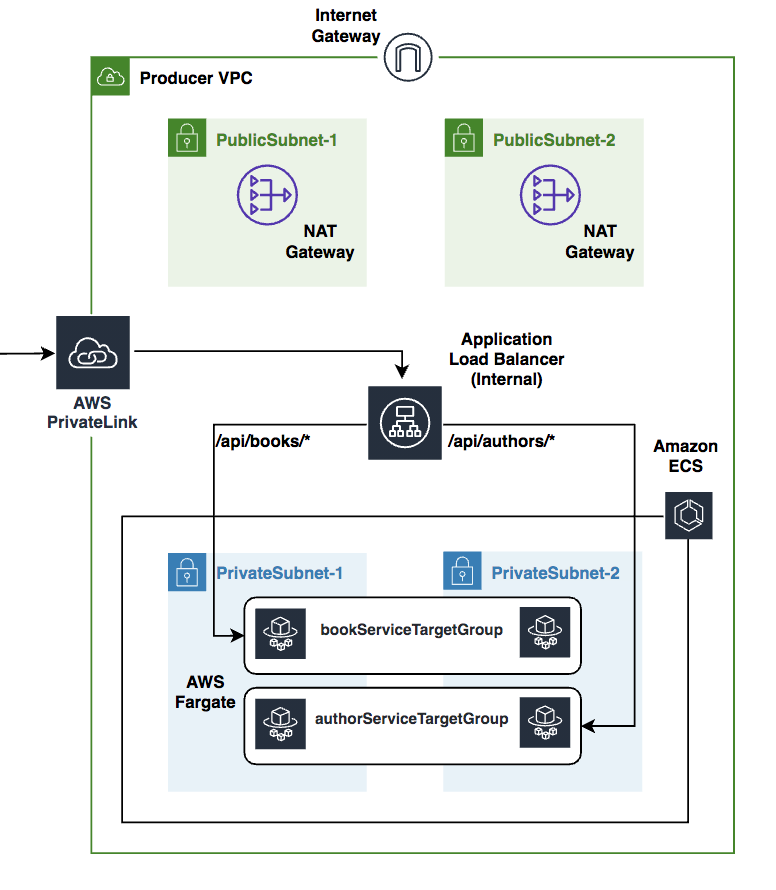 Internet
Gateway
Producer VPC
PublicSubnet-1
PublicSubnet-2
NAT
Gateway
NAT
Gateway
Application
Load Balancer
(Internal)
AWS
PrivateLink
/api/books/*
/api/authors/*
Amazon
ECS
PrivateSubnet-1
PrivateSubnet-2
bookServiceTargetGroup
AWS
Fargate
authorServiceTargetGroup